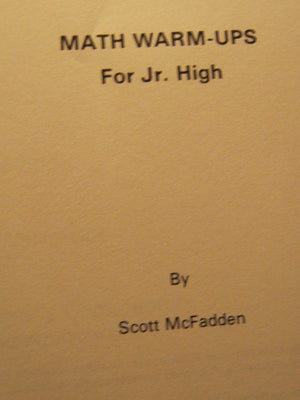 MATH WARM-UPS
For Jr. High
By
Scott McFadden